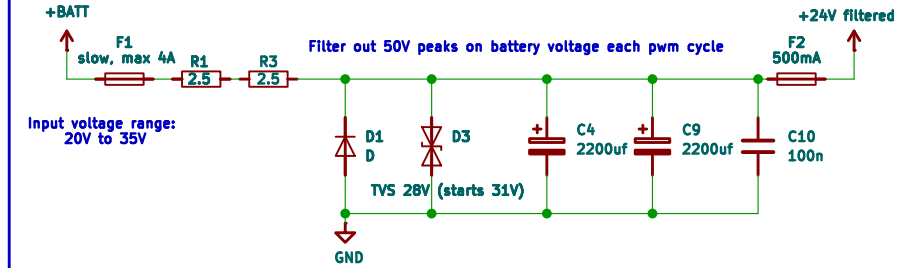 +BATT
+24V filtered
F1
slow, max 4A
R1
2.5
R3
2.5
Filter out 50V peaks on battery voltage each pwm cycle
F2
500mA
Input voltage range:
20V to 35V
D1
D
D3
TVS 28V (starts 31V)
+
C4
2200uf
+
C9
2200uf
C10
100n
GND